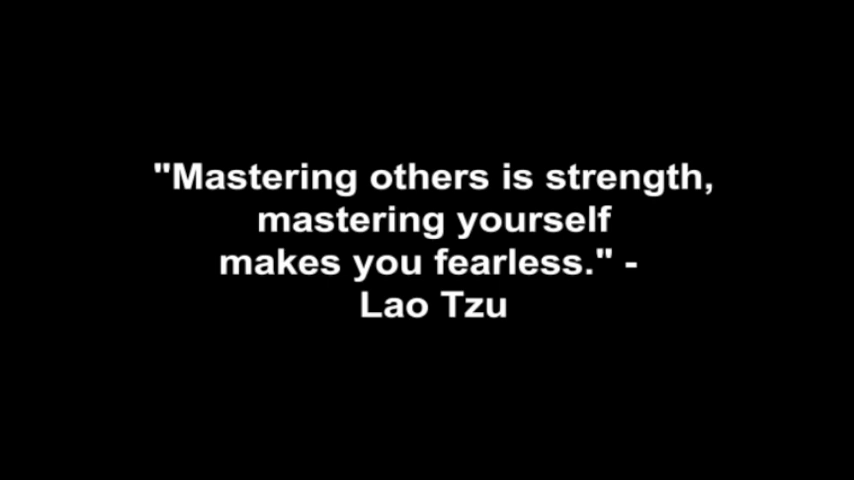 "Mastering others is strength,
mastering yourself
makes you fearless." -
Lao Tzu